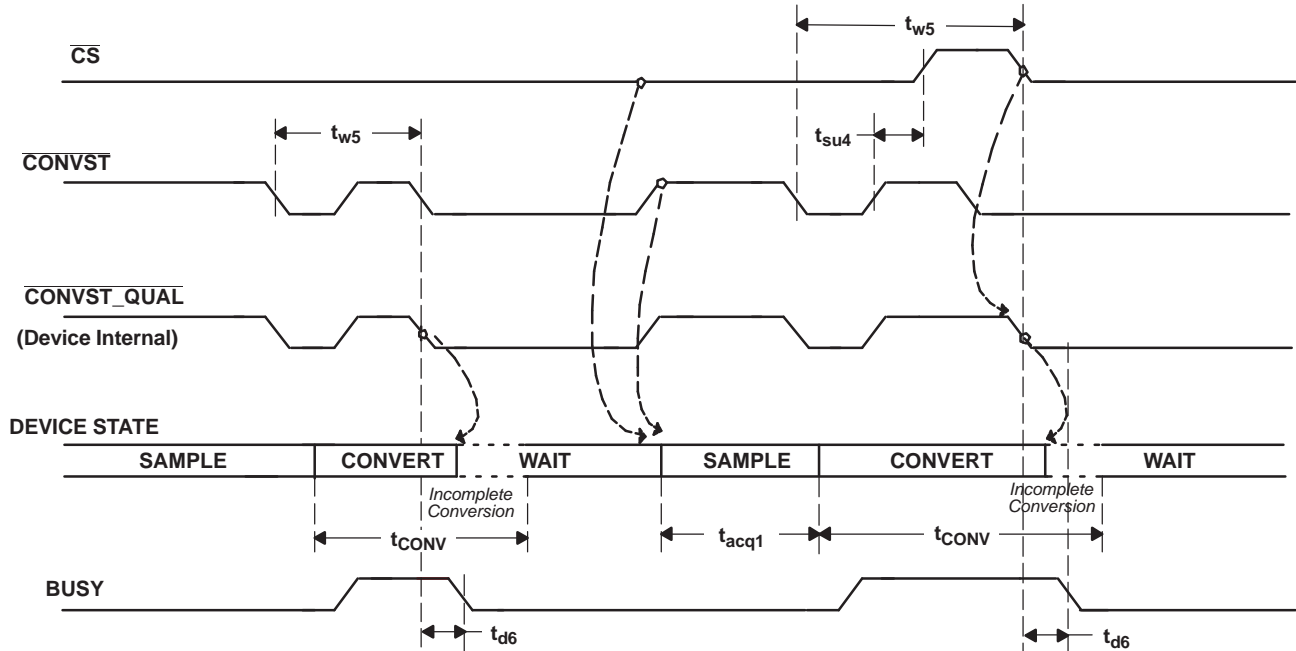 tw5
CS
tw5
tsu4
CONVST
CONVST_QUAL
(Device Internal)
DEVICE STATE
SAMPLE CONVERT WAIT SAMPLE CONVERT WAIT
Incomplete
Conversion
Incomplete
Conversion
tCONV tacq1 tCONV
BUSY
td6 td6